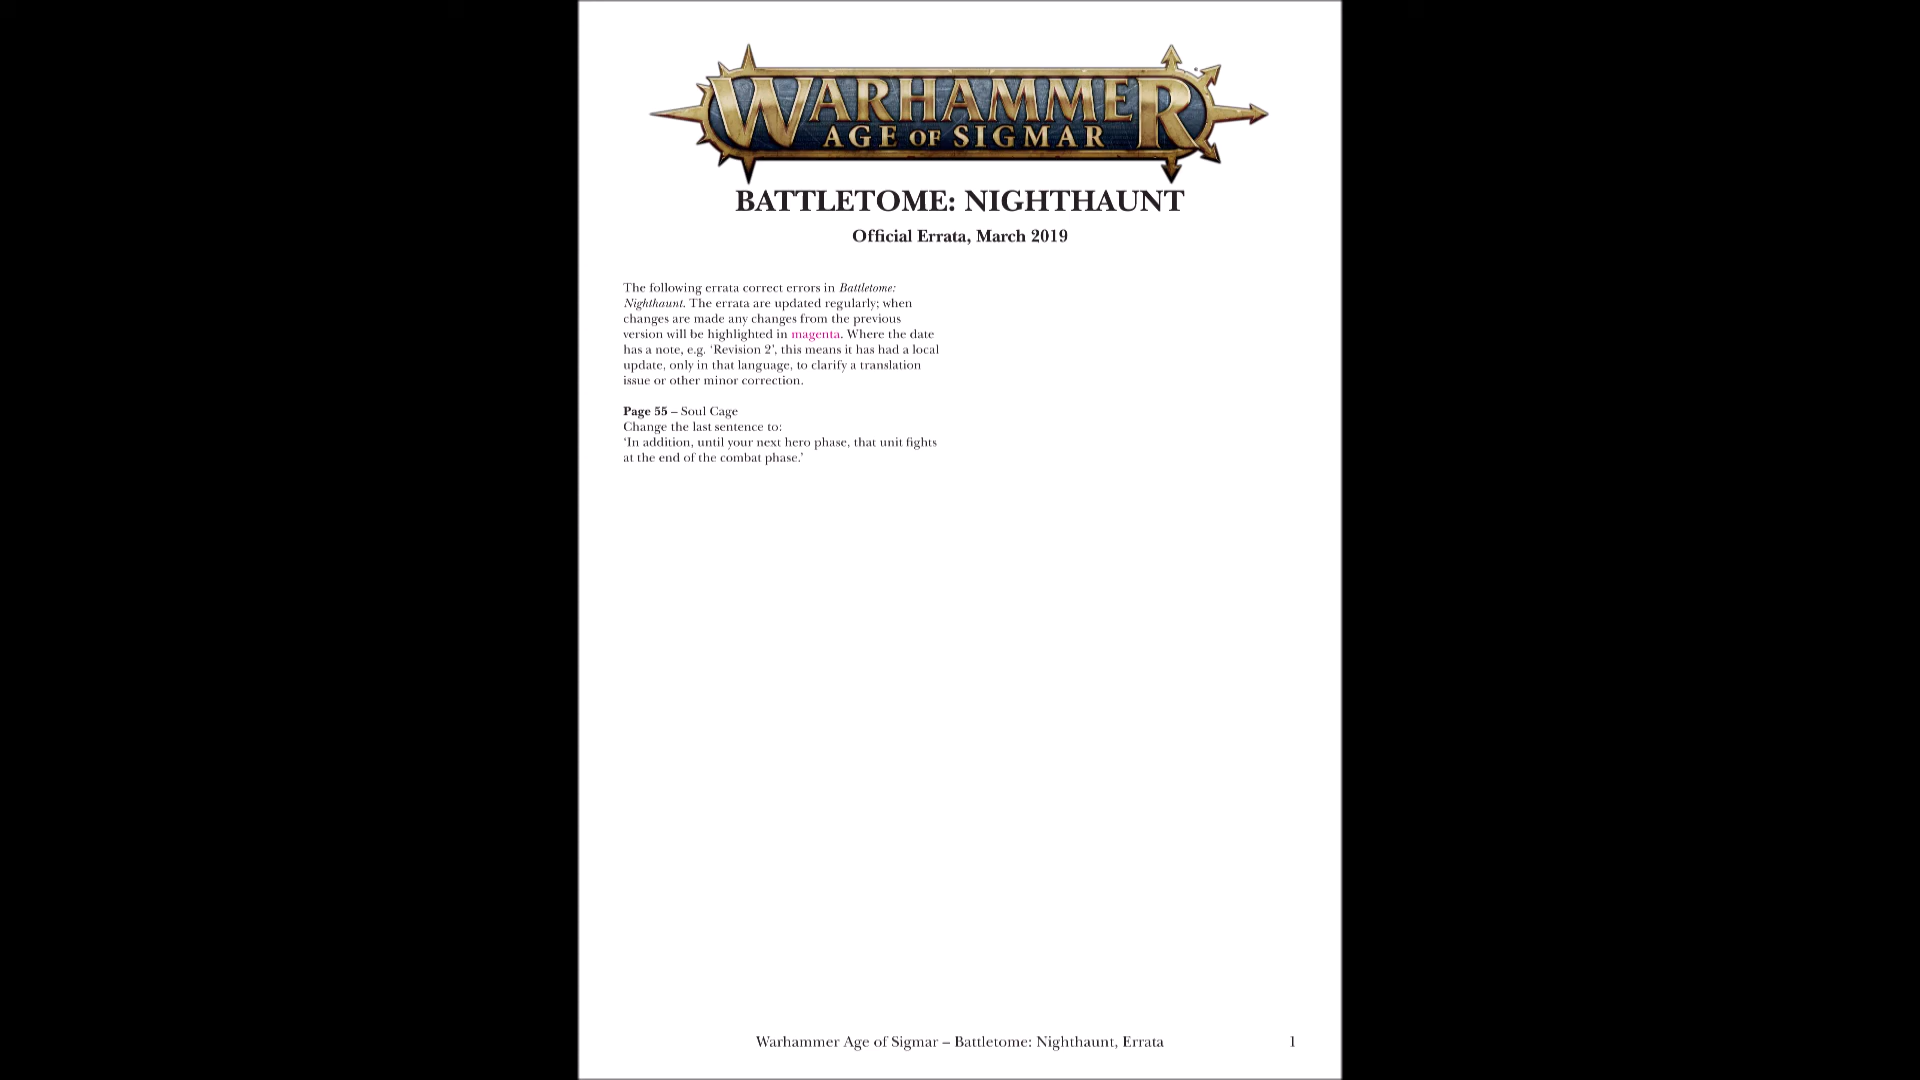 WARHAMMER
AGE OF SIGMAR
BATTLETOME: NIGHTHAUNT
Official Errata, March 2019
The following errata correct errors in Battletome:
Nighthaunt. The errata are updated regularly; when
changes are made any changes from the previous
version will be highlighted in magenta. Where the date
has a note, e.g. ‘Revision 2’, this means it has had a local
update, only in that language, to clarify a translation
issue or other minor correction.
Page 55 – Soul Cage
Change the last sentence to:
‘In addition, until your next hero phase, that unit fights
at the end of the combat phase.’
Warhammer Age of Sigmar – Battletome: Nighthaunt, Errata
1